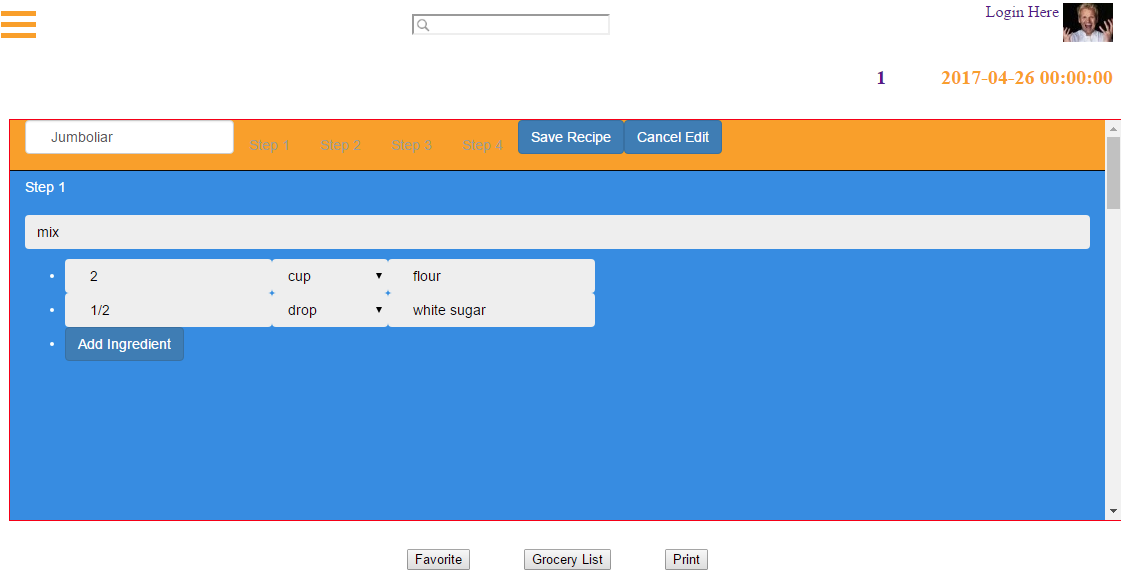 Login Here
1 2017-04-26 00:00:00
Jumboliar Step 1 Step 2 Step 3 Step 4 Save Recipe Cancel Edit
Step 1
mix
2 cup flour
1/2 drop white sugar
Add Ingredient
Favorite Grocery List Print